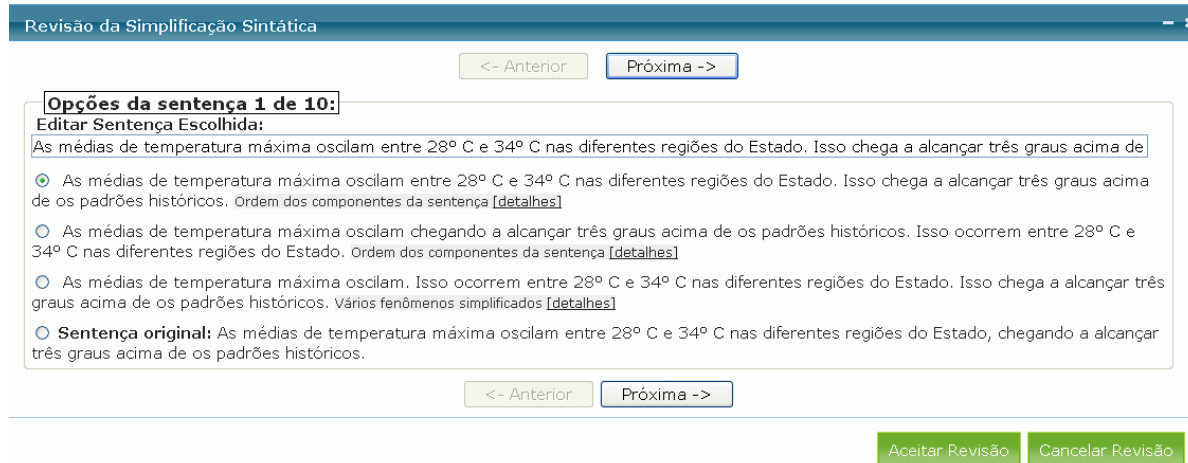 Revisão da Simplificação Sintática
<- Anterior Próxima ->
Opções da sentença 1 de 10:
Editar Sentença Escolhida:
As médias de temperatura máxima oscilam entre 28º C e 34º C nas diferentes regiões do Estado. Isso chega a alcançar três graus acima de
As médias de temperatura máxima oscilam entre 28º C e 34º C nas diferentes regiões do Estado. Isso chega a alcançar três graus acima
de os padrões históricos. Ordem dos componentes da sentença [detalhes]
As médias de temperatura máxima oscilam chegando a alcançar três graus acima de os padrões históricos. Isso ocorrem entre 28º C e
34º C nas diferentes regiões do Estado. Ordem dos componentes da sentença [detalhes]
As médias de temperatura máxima oscilam. Isso ocorrem entre 28º C e 34º C nas diferentes regiões do Estado. Isso chega a alcançar três
graus acima de os padrões históricos. Vários fenômenos simplificados [detalhes]
Sentença original: As médias de temperatura máxima oscilam entre 28º C e 34º C nas diferentes regiões do Estado, chegando a alcançar
três graus acima de os padrões históricos.
<- Anterior Próxima ->
Aceitar Revisão Cancelar Revisão